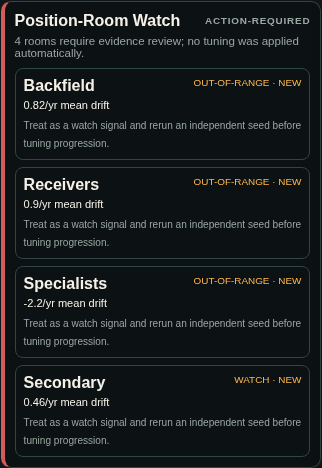 Position-Room Watch ACTION-REQUIRED
4 rooms require evidence review; no tuning was applied
automatically.
Backfield OUT-OF-RANGE · NEW
0.82/yr mean drift
Treat as a watch signal and rerun an independent seed before
tuning progression.
Receivers OUT-OF-RANGE · NEW
0.9/yr mean drift
Treat as a watch signal and rerun an independent seed before
tuning progression.
Specialists OUT-OF-RANGE · NEW
-2.2/yr mean drift
Treat as a watch signal and rerun an independent seed before
tuning progression.
Secondary WATCH · NEW
0.46/yr mean drift
Treat as a watch signal and rerun an independent seed before
tuning progression.